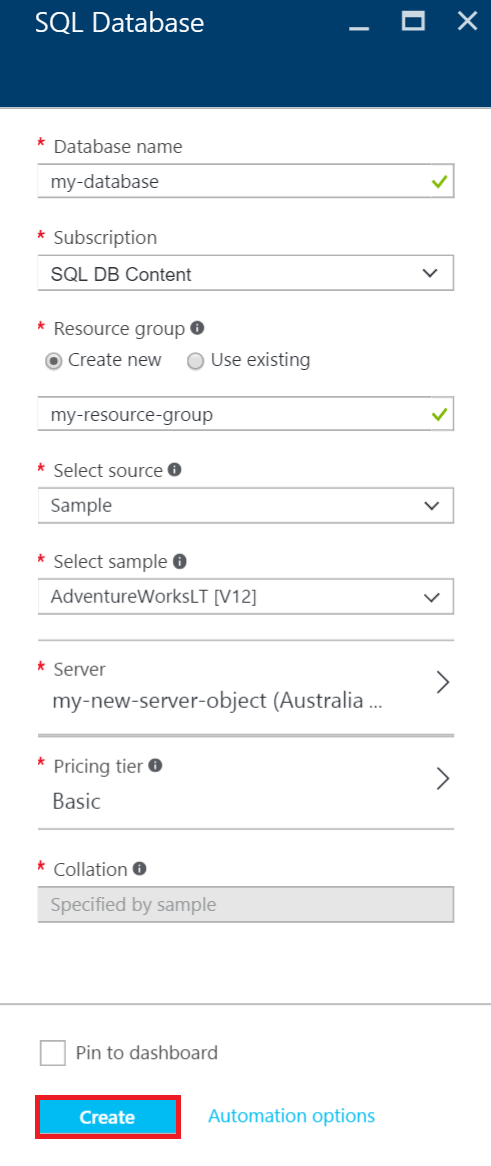 SQL Database
* Database name
my-database
* Subscription
SQL DB Content
* Resource group
Create new Use existing
my-resource-group
* Select source
Sample
* Select sample
AdventureWorksLT [V12]
* Server
my-new-server-object (Australia ...
* Pricing tier
Basic
* Collation
Specified by sample
Pin to dashboard
Create Automation options